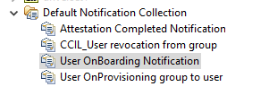 Default Notification Collection
Attestation Completed Notification
CCIL_User revocation from group
User OnBoarding Notification
User OnProvisioning group to user